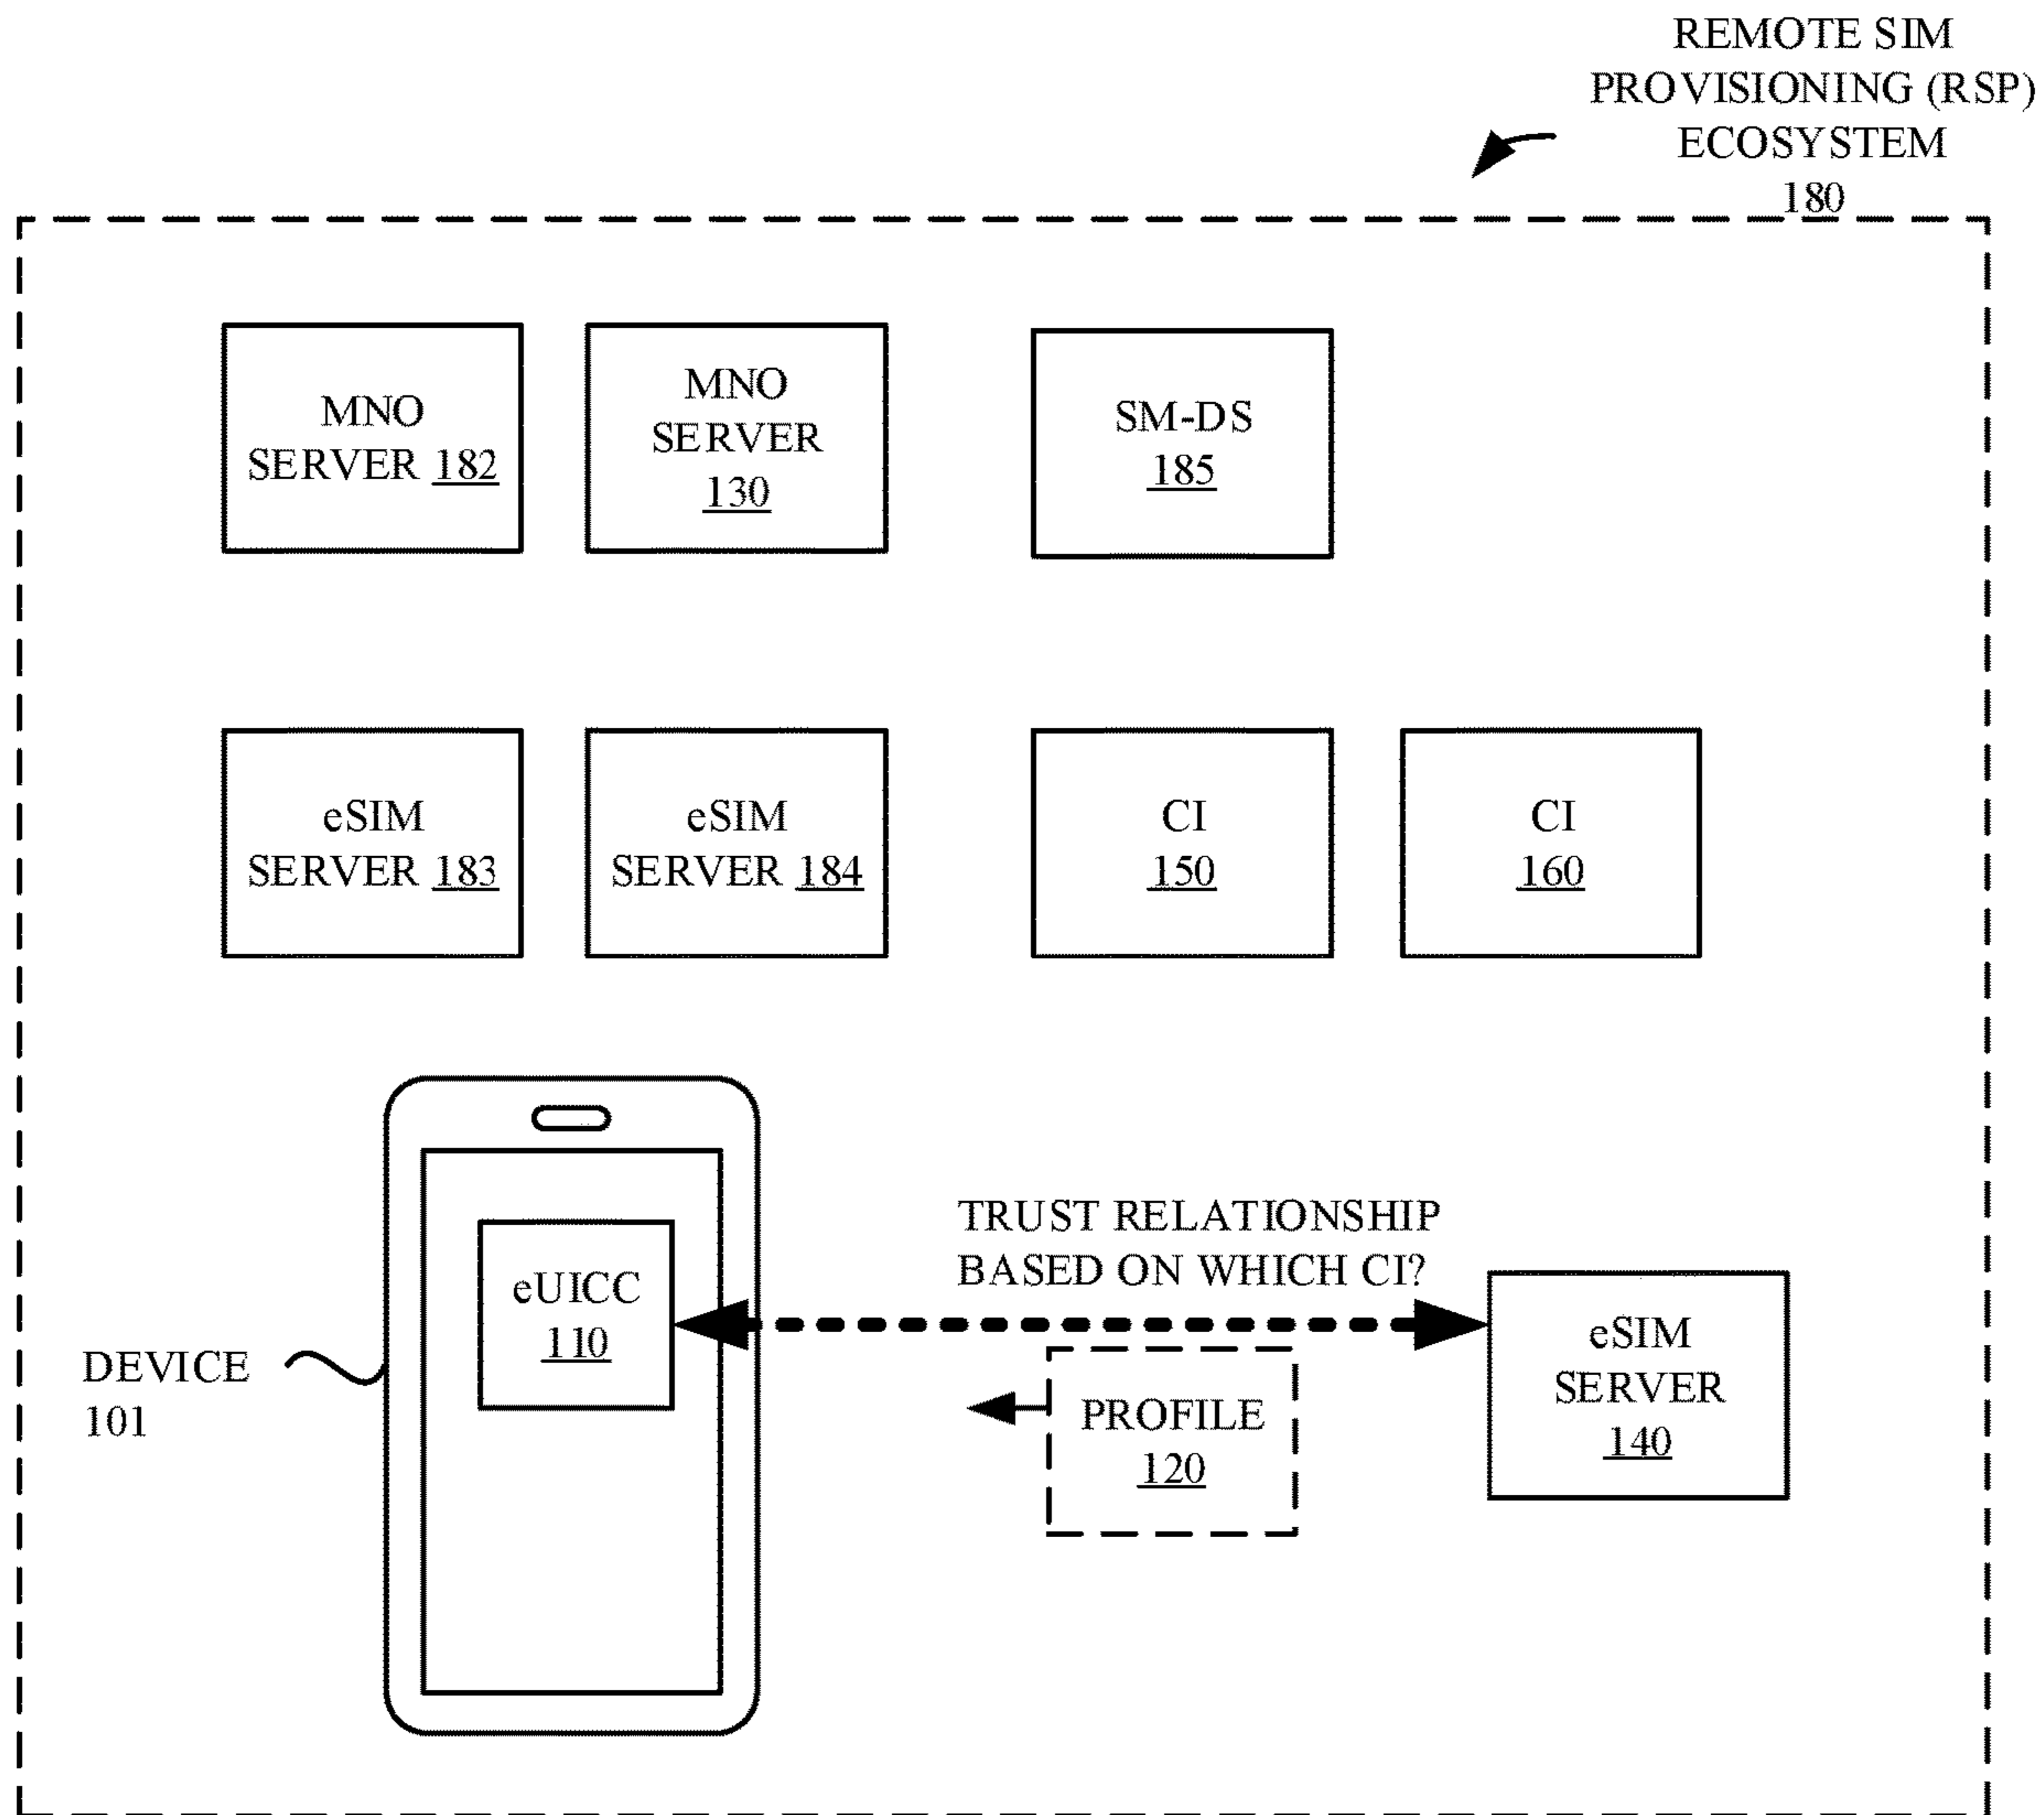 REMOTE SIM
PROVISIONING (RSP)
ECOSYSTEM
180
MNO
SERVER 182
MNO
SERVER
130
SM-DS
185
eSIM
SERVER 183
eSIM
SERVER 184
CI
150
CI
160
eUICC
110
DEVICE
101
TRUST RELATIONSHIP
BASED ON WHICH CI?
PROFILE
120
eSIM
SERVER
140